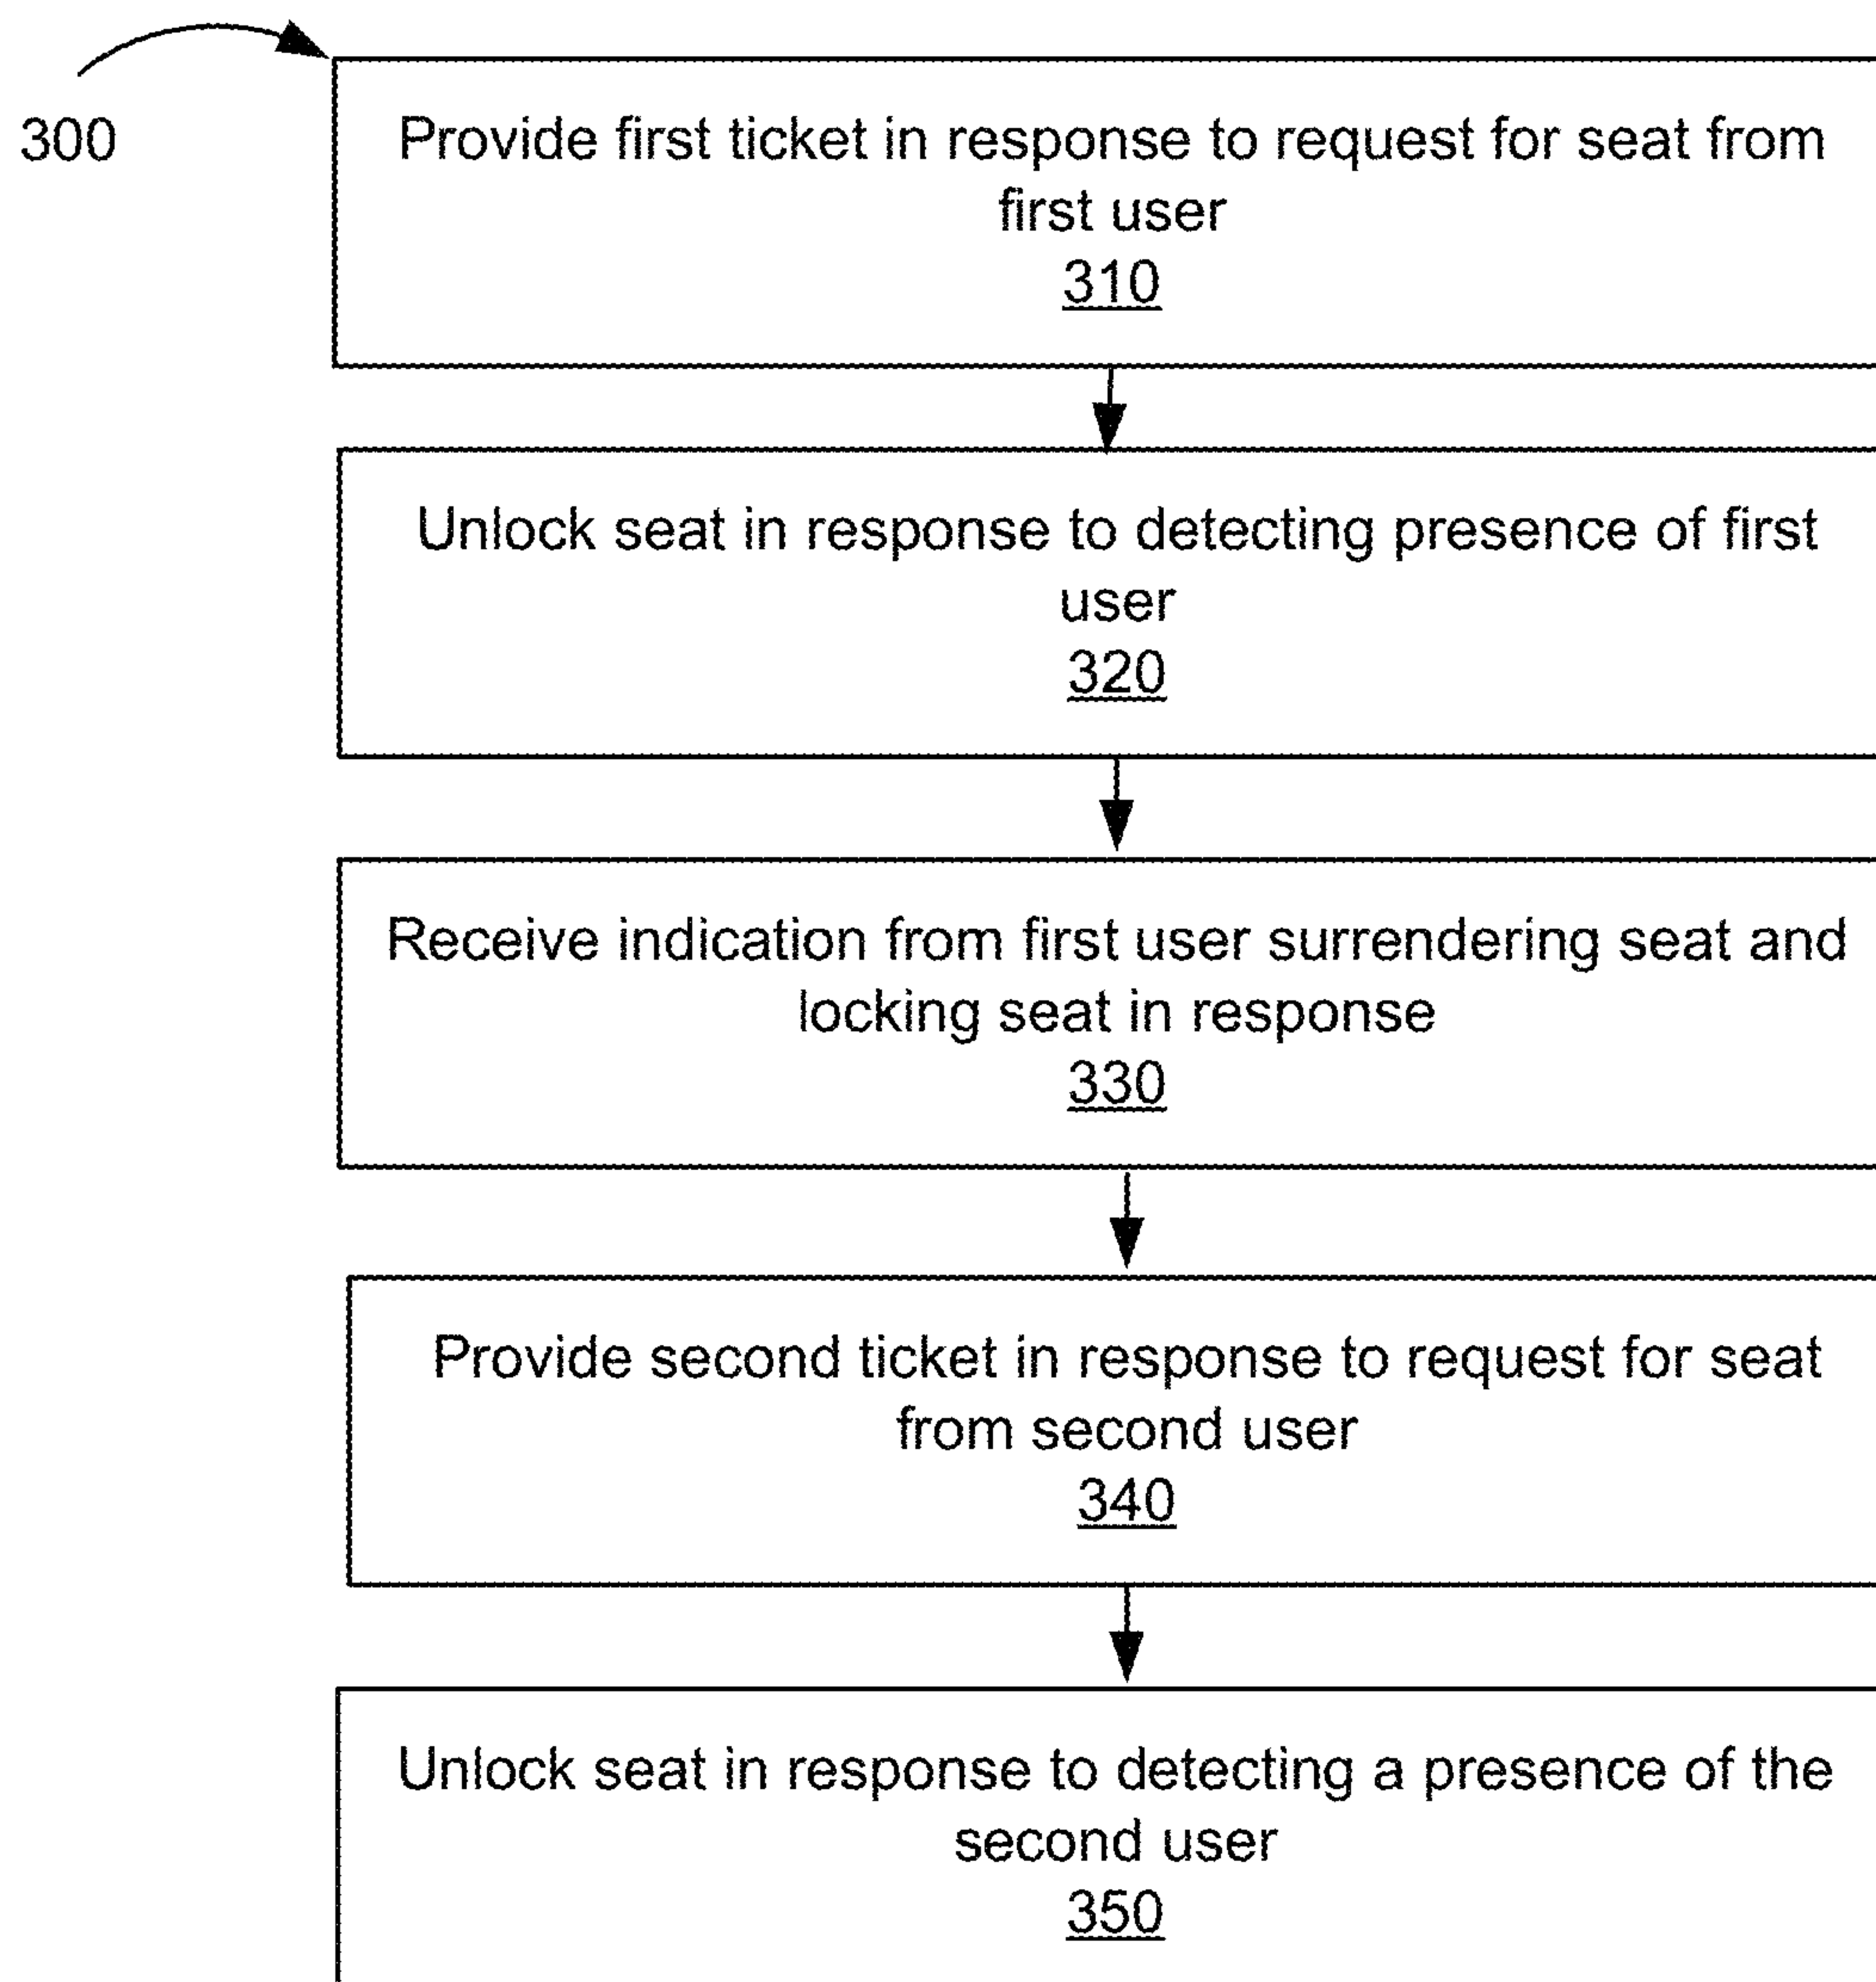 300
Provide first ticket in response to request for seat from
first user
310
Unlock seat in response to detecting presence of first
user
320
Receive indication from first user surrendering seat and
locking seat in response
330
Provide second ticket in response to request for seat
from second user
340
Unlock seat in response to detecting a presence of the
second user
350